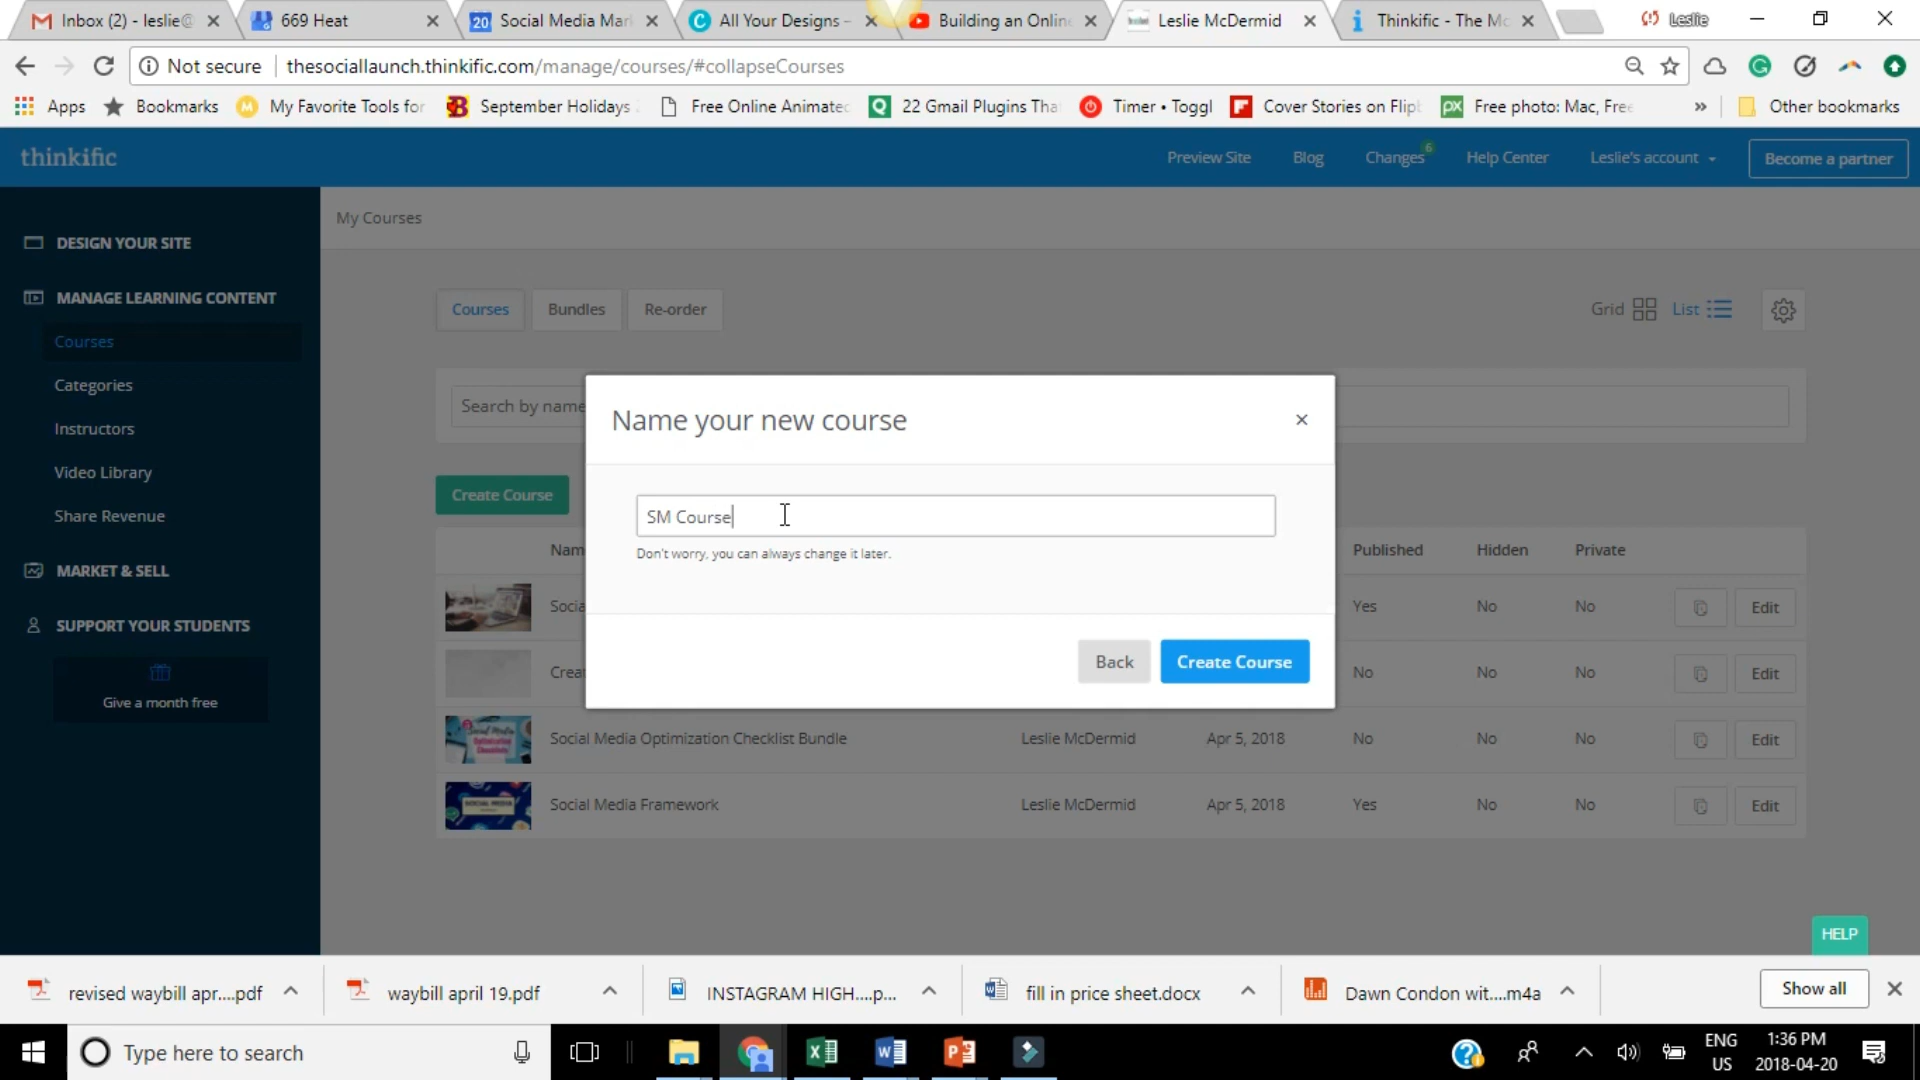 Inbox (2) - leslie@
669 Heat
Social Media Mar
All Your Designs –
Building an Online
Leslie McDermid
Thinkific - The Mo
Leslie
Not secure
thesociallaunch.thinkific.com/manage/courses/#collapseCourses
Apps
Bookmarks
My Favorite Tools for
September Holidays
Free Online Animated
22 Gmail Plugins Tha
Timer • Toggl
Cover Stories on Flip
Free photo: Mac, Free
»
Other bookmarks
thinkific
Preview Site
Blog
Changes
6
Help Center
Leslie's account
Become a partner
DESIGN YOUR SITE
MANAGE LEARNING CONTENT
Courses
Categories
Instructors
Video Library
Share Revenue
MARKET & SELL
SUPPORT YOUR STUDENTS
Give a month free
My Courses
Courses
Bundles
Re-order
Grid
List
Search by name
Create Course
Name your new course
×
SM Course
Don't worry, you can always change it later.
Back
Create Course
Nam
Published
Hidden
Private
Socia
Yes
No
No
Edit
Crea
No
No
No
Edit
Social Media Optimization Checklist Bundle
Leslie McDermid
Apr 5, 2018
No
No
No
Edit
Social Media Framework
Leslie McDermid
Apr 5, 2018
Yes
No
No
Edit
HELP
revised waybill apr....pdf
waybill april 19.pdf
INSTAGRAM HIGH....p...
fill in price sheet.docx
Dawn Condon wit....m4a
Show all
Type here to search
ENG
US
1:36 PM
2018-04-20